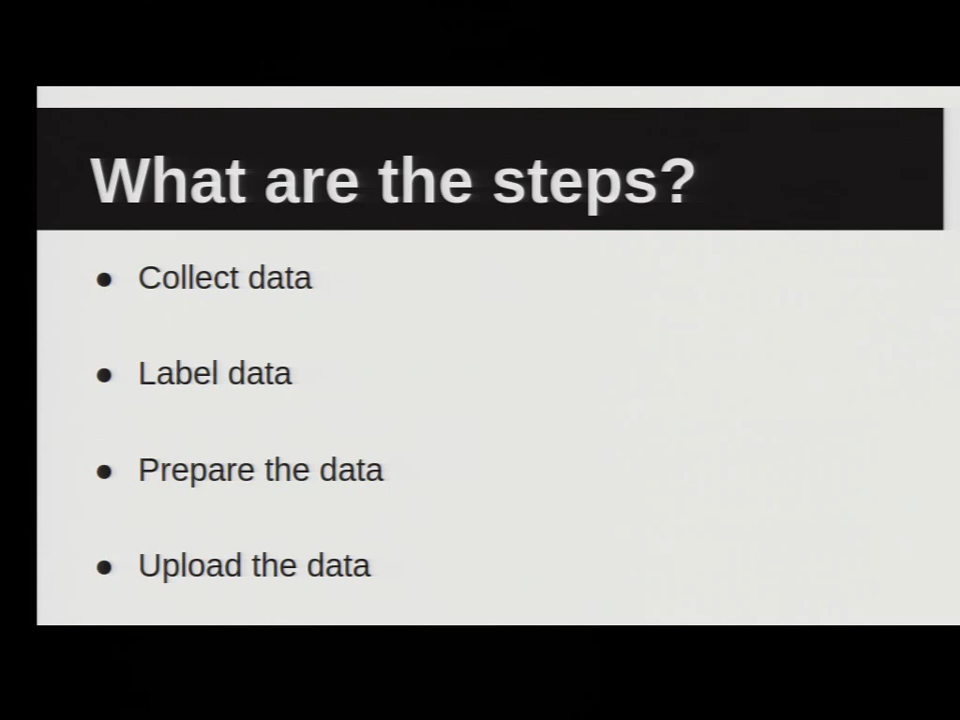 What are the steps?
● Collect data
● Label data
● Prepare the data
● Upload the data